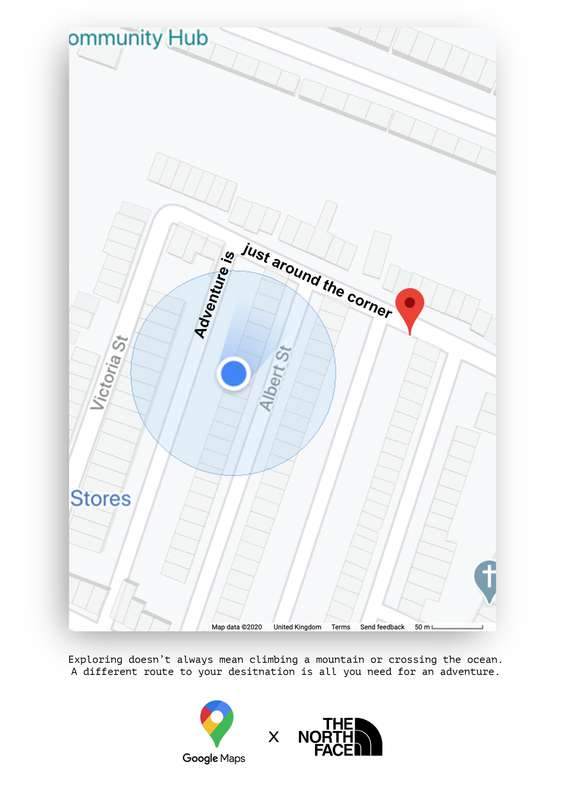 ommunity Hub
Adventure is
just around the corner
Victoria St
Albert St
Stores
Map data ©2020 United Kingdom Terms Send feedback 50 m
Exploring doesn't always mean climbing a mountain or crossing the ocean.
A different route to your desitnation is all you need for an adventure.
Google Maps
X
THE
NORTH
FACE